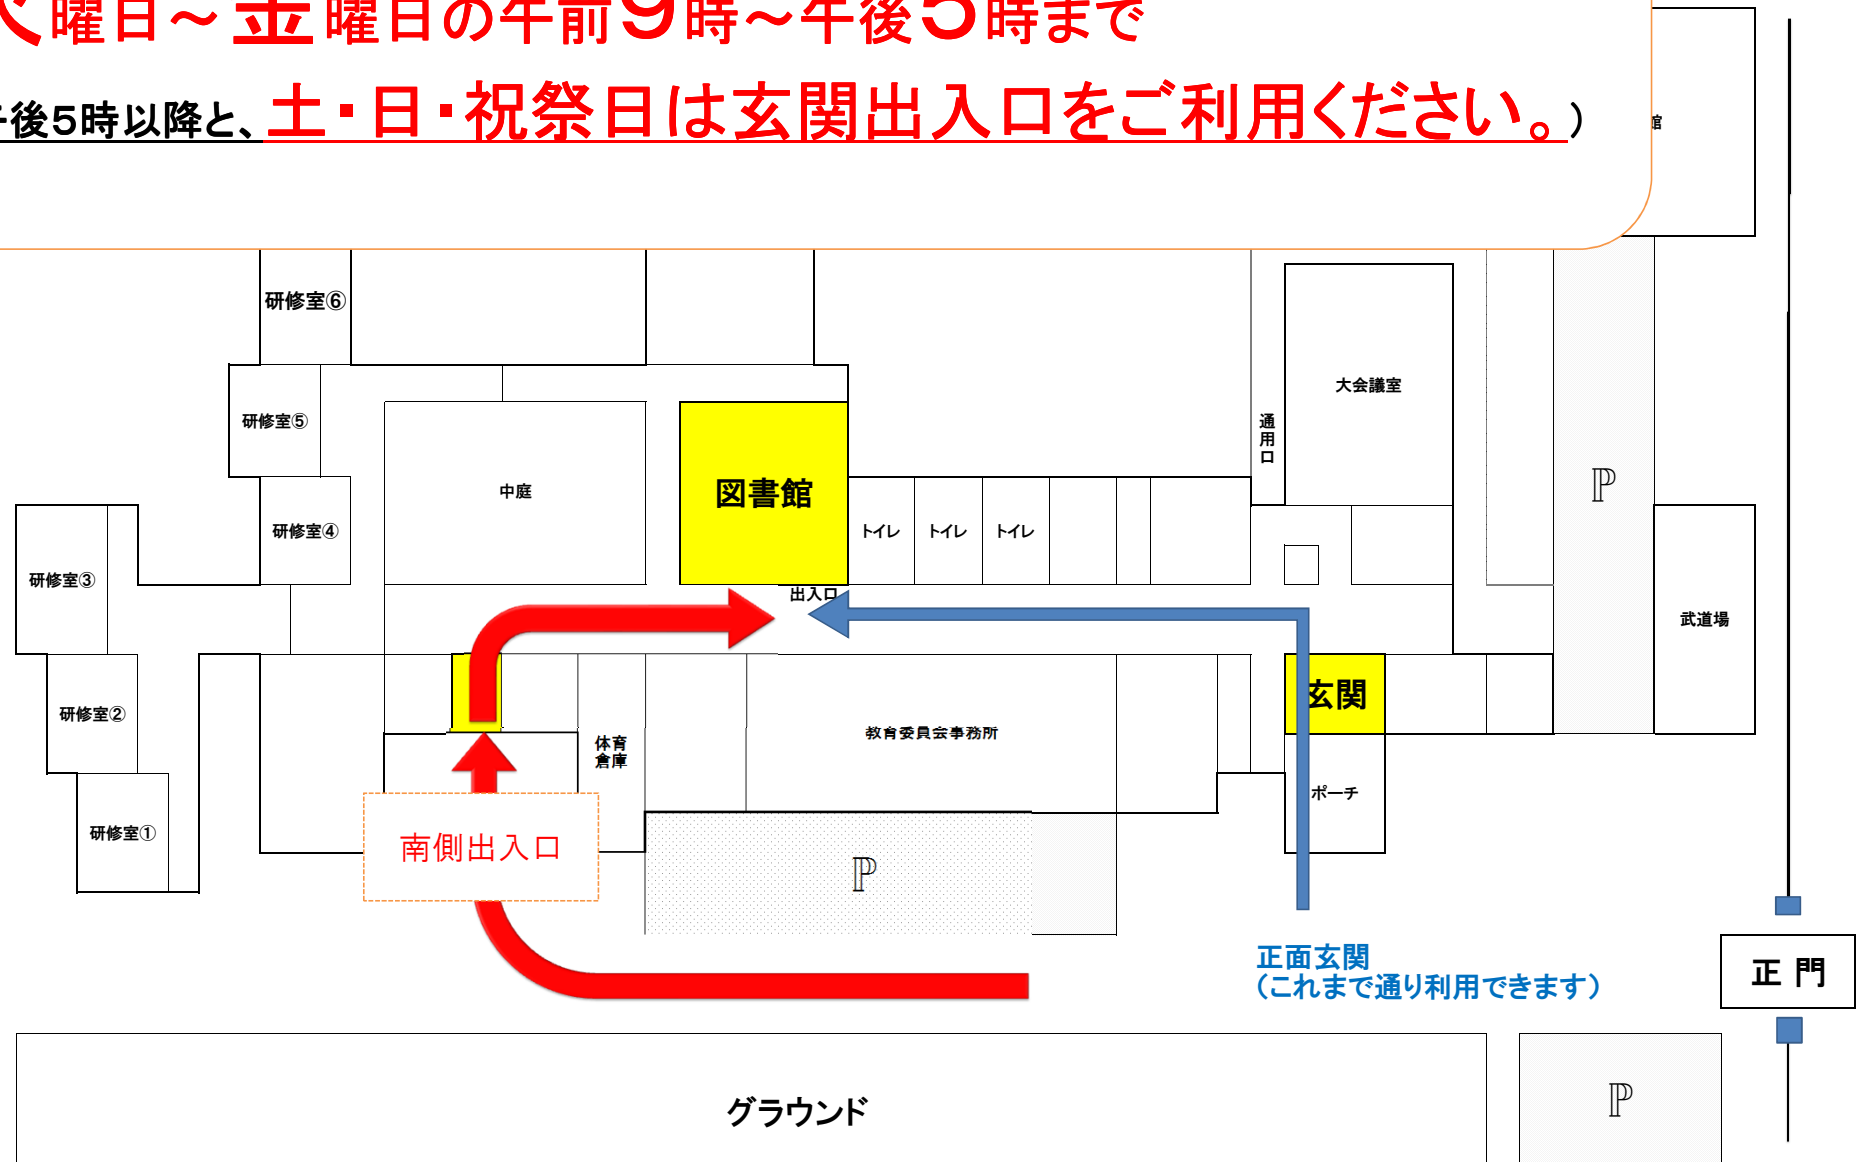 曜日～金曜日の午前9時～午後5時まで
後5時以降と、土・日・祝祭日は玄関出入口をご利用ください。）
館
研修室⑥
大会議室
研修室⑤
通用口
中庭
図書館
P
研修室④
トイレ
トイレ
トイレ
研修室③
出入口
武道場
玄関
研修室②
教育委員会事務所
体育
倉庫
ポーチ
研修室①
南側出入口
P
正面玄関
（これまで通り利用できます）
正門
P
グラウンド